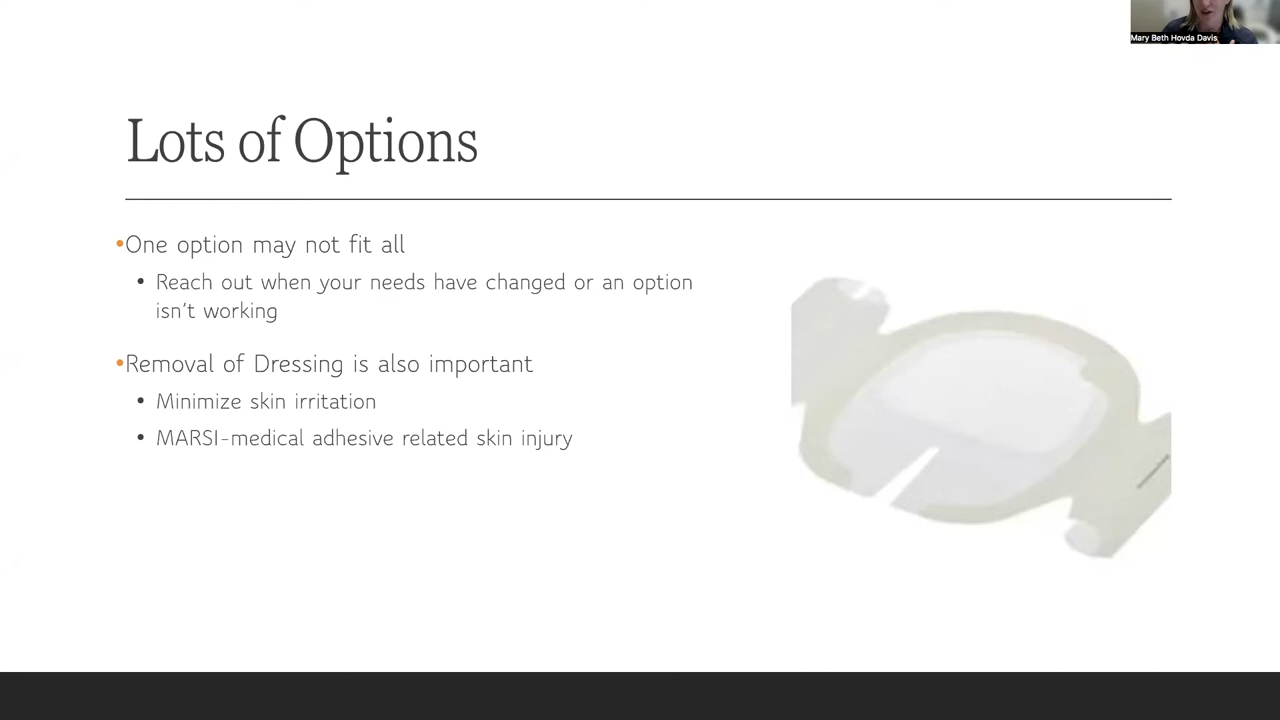 Mary Beth Hovda Davis
Lots of Options
•One option may not fit all
• Reach out when your needs have changed or an option
isn't working
•Removal of Dressing is also important
• Minimize skin irritation
• MARSI-medical adhesive related skin injury